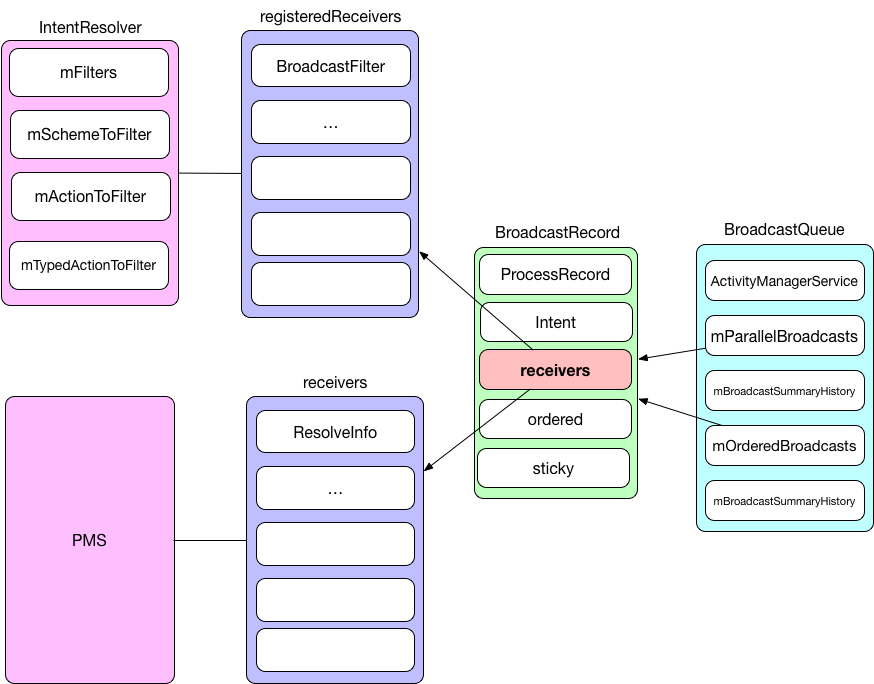 IntentResolver
mFilters
mSchemeToFilter
mActionToFilter
mTypedActionToFilter
registeredReceivers
BroadcastFilter
...
BroadcastRecord
ProcessRecord
Intent
receivers
ordered
sticky
BroadcastQueue
ActivityManagerService
mParallelBroadcasts
mBroadcastSummaryHistory
mOrderedBroadcasts
mBroadcastSummaryHistory
PMS
receivers
ResolveInfo
...